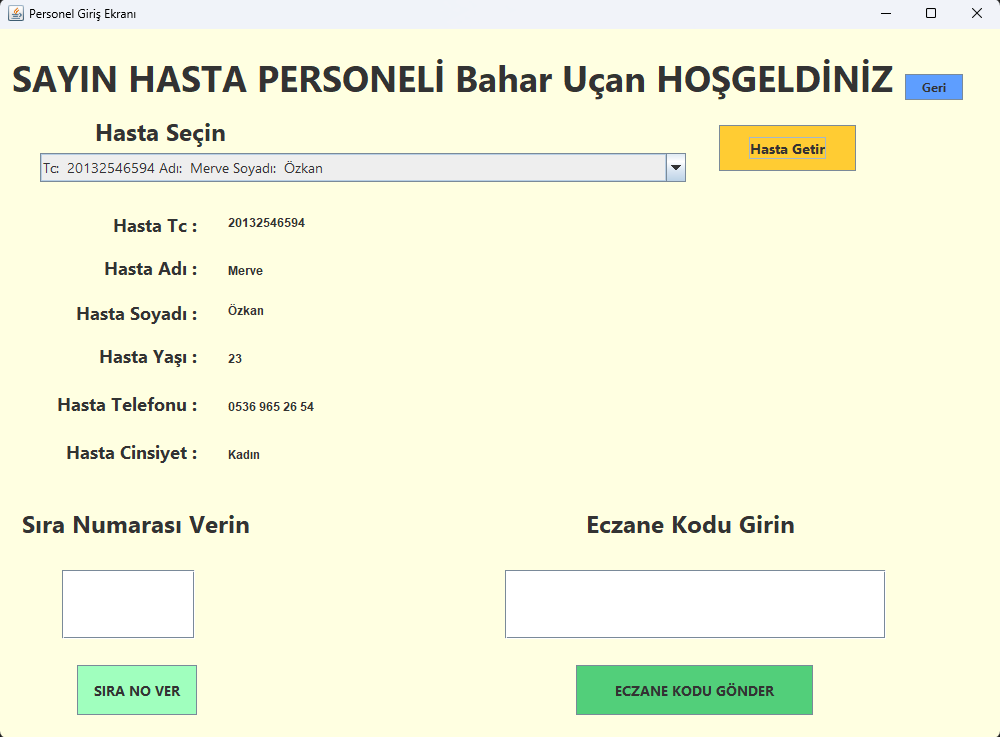 Personel Giriş Ekranı
SAYIN HASTA PERSONELİ Bahar Uçan HOŞGELDİNİZ
Geri
Hasta Seçin
Tc: 20132546594 Adı: Merve Soyadı: Özkan
Hasta Getir
Hasta Tc : 20132546594
Hasta Adı : Merve
Hasta Soyadı : Özkan
Hasta Yaşı : 23
Hasta Telefonu : 0536 965 26 54
Hasta Cinsiyet : Kadın
Sıra Numarası Verin
Eczane Kodu Girin
SIRA NO VER
ECZANE KODU GÖNDER